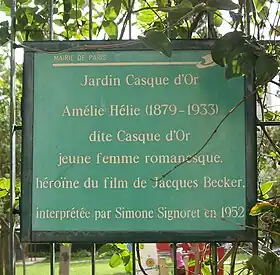 MAIRIE DE PARIS
Jardin Casque d'Or
Amélie Hélie (1879-1933)
dite Casque d'Or
jeune femme romanesque,
héroïne du film de Jacques Becker,
interprétée par Simone Signoret en 1952